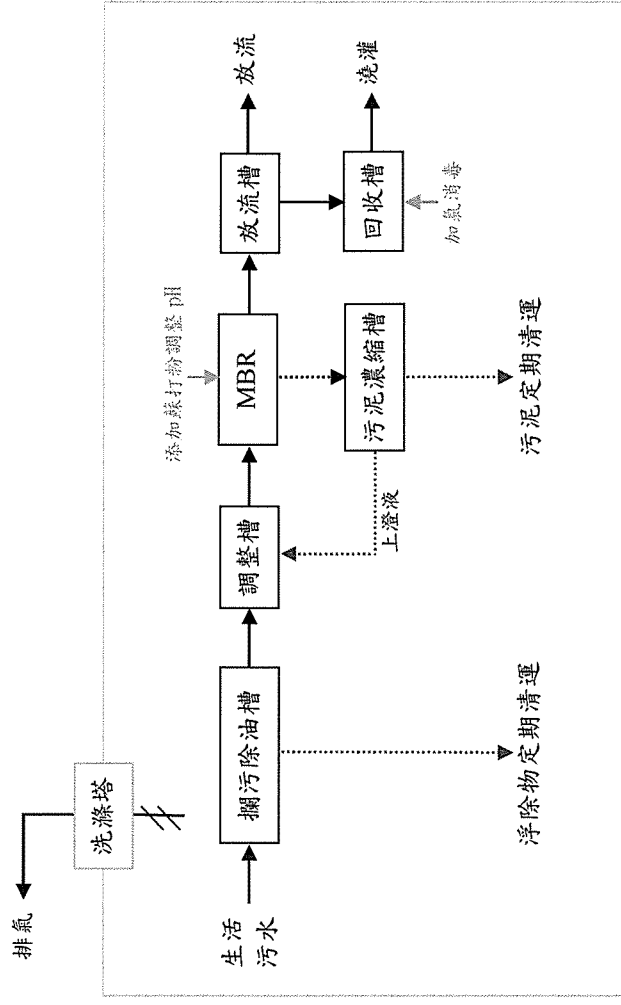 排氣
洗滌塔
生活
污水
攔污除油槽
浮除物定期清運
調整槽
上澄液
添加蘇打粉調整 pH
MBR
污泥濃縮槽
污泥定期清運
放流槽
放流
回收槽
澆灌
加氯消毒